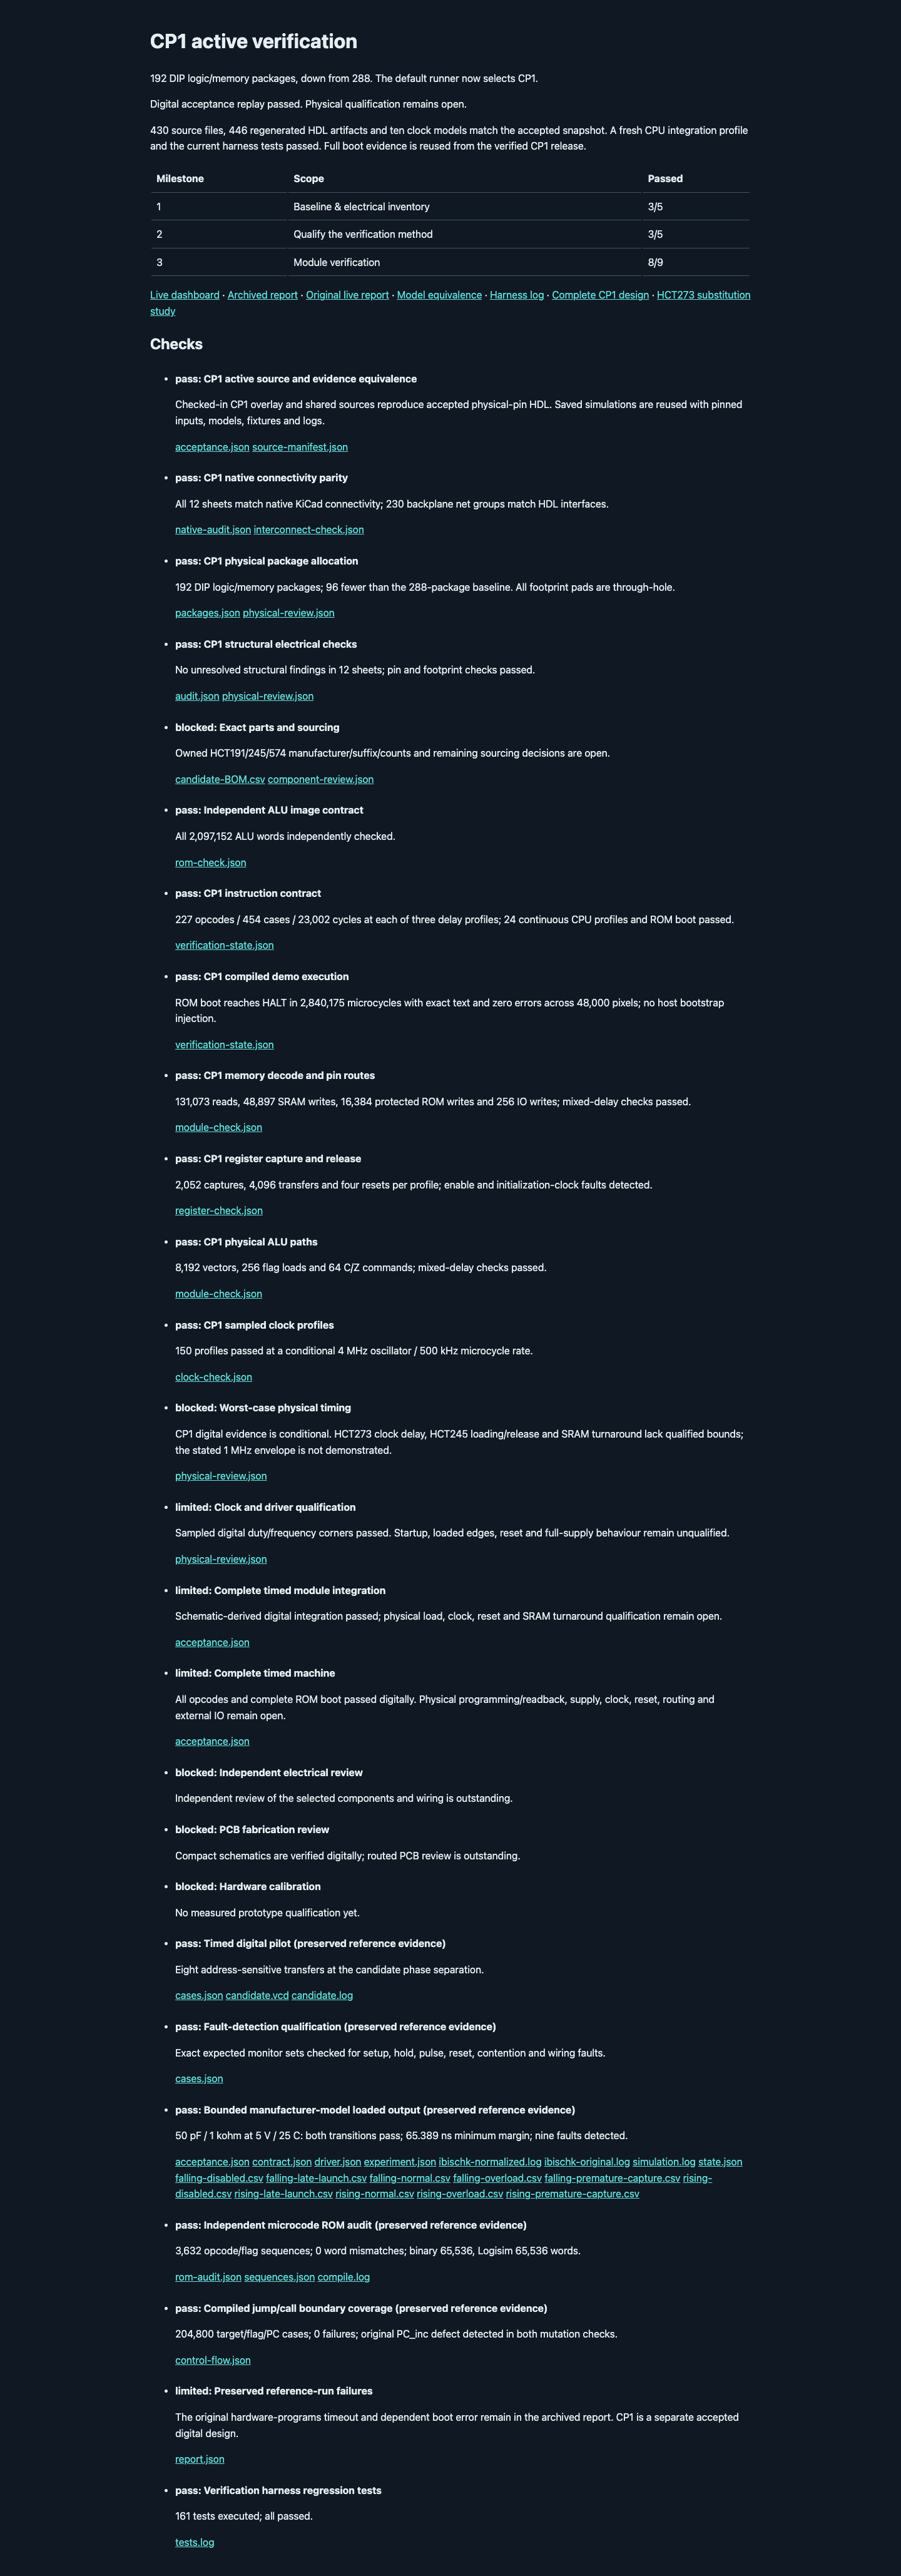 CP1 active verification
192 DIP logic/memory packages, down from 288. The default runner now selects CP1.
Digital acceptance replay passed. Physical qualification remains open.
430 source files, 446 regenerated HDL artifacts and ten clock models match the accepted snapshot. A fresh CPU integration profile
and the current harness tests passed. Full boot evidence is reused from the verified CP1 release.
Milestone Scope Passed
1 Baseline & electrical inventory 3/5
2 Qualify the verification method 3/5
3 Module verification 8/9
Live dashboard · Archived report · Original live report · Model equivalence · Harness log · Complete CP1 design · HCT273 substitution
study
Checks
• pass: CP1 active source and evidence equivalence
Checked-in CP1 overlay and shared sources reproduce accepted physical-pin HDL. Saved simulations are reused with pinned
inputs, models, fixtures and logs.
acceptance.json source-manifest.json
• pass: CP1 native connectivity parity
All 12 sheets match native KiCad connectivity; 230 backplane net groups match HDL interfaces.
native-audit.json interconnect-check.json
• pass: CP1 physical package allocation
192 DIP logic/memory packages; 96 fewer than the 288-package baseline. All footprint pads are through-hole.
packages.json physical-review.json
• pass: CP1 structural electrical checks
No unresolved structural findings in 12 sheets; pin and footprint checks passed.
audit.json physical-review.json
• blocked: Exact parts and sourcing
Owned HCT191/245/574 manufacturer/suffix/counts and remaining sourcing decisions are open.
candidate-BOM.csv component-review.json
• pass: Independent ALU image contract
All 2,097,152 ALU words independently checked.
rom-check.json
• pass: CP1 instruction contract
227 opcodes / 454 cases / 23,002 cycles at each of three delay profiles; 24 continuous CPU profiles and ROM boot passed.
verification-state.json
• pass: CP1 compiled demo execution
ROM boot reaches HALT in 2,840,175 microcycles with exact text and zero errors across 48,000 pixels; no host bootstrap
injection.
verification-state.json
• pass: CP1 memory decode and pin routes
131,073 reads, 48,897 SRAM writes, 16,384 protected ROM writes and 256 IO writes; mixed-delay checks passed.
module-check.json
• pass: CP1 register capture and release
2,052 captures, 4,096 transfers and four resets per profile; enable and initialization-clock faults detected.
register-check.json
• pass: CP1 physical ALU paths
8,192 vectors, 256 flag loads and 64 C/Z commands; mixed-delay checks passed.
module-check.json
• pass: CP1 sampled clock profiles
150 profiles passed at a conditional 4 MHz oscillator / 500 kHz microcycle rate.
clock-check.json
• blocked: Worst-case physical timing
CP1 digital evidence is conditional. HCT273 clock delay, HCT245 loading/release and SRAM turnaround lack qualified bounds;
the stated 1 MHz envelope is not demonstrated.
physical-review.json
• limited: Clock and driver qualification
Sampled digital duty/frequency corners passed. Startup, loaded edges, reset and full-supply behaviour remain unqualified.
physical-review.json
• limited: Complete timed module integration
Schematic-derived digital integration passed; physical load, clock, reset and SRAM turnaround qualification remain open.
acceptance.json
• limited: Complete timed machine
All opcodes and complete ROM boot passed digitally. Physical programming/readback, supply, clock, reset, routing and
external IO remain open.
acceptance.json
• blocked: Independent electrical review
Independent review of the selected components and wiring is outstanding.
• blocked: PCB fabrication review
Compact schematics are verified digitally; routed PCB review is outstanding.
• blocked: Hardware calibration
No measured prototype qualification yet.
• pass: Timed digital pilot (preserved reference evidence)
Eight address-sensitive transfers at the candidate phase separation.
cases.json candidate.vcd candidate.log
• pass: Fault-detection qualification (preserved reference evidence)
Exact expected monitor sets checked for setup, hold, pulse, reset, contention and wiring faults.
cases.json
• pass: Bounded manufacturer-model loaded output (preserved reference evidence)
50 pF / 1 kohm at 5 V / 25 C: both transitions pass; 65.389 ns minimum margin; nine faults detected.
acceptance.json contract.json driver.json experiment.json ibischk-normalized.log ibischk-original.log simulation.log state.json
falling-disabled.csv falling-late-launch.csv falling-normal.csv falling-overload.csv falling-premature-capture.csv rising-
disabled.csv rising-late-launch.csv rising-normal.csv rising-overload.csv rising-premature-capture.csv
• pass: Independent microcode ROM audit (preserved reference evidence)
3,632 opcode/flag sequences; 0 word mismatches; binary 65,536, Logisim 65,536 words.
rom-audit.json sequences.json compile.log
• pass: Compiled jump/call boundary coverage (preserved reference evidence)
204,800 target/flag/PC cases; 0 failures; original PC_inc defect detected in both mutation checks.
control-flow.json
• limited: Preserved reference-run failures
The original hardware-programs timeout and dependent boot error remain in the archived report. CP1 is a separate accepted
digital design.
report.json
• pass: Verification harness regression tests
161 tests executed; all passed.
tests.log